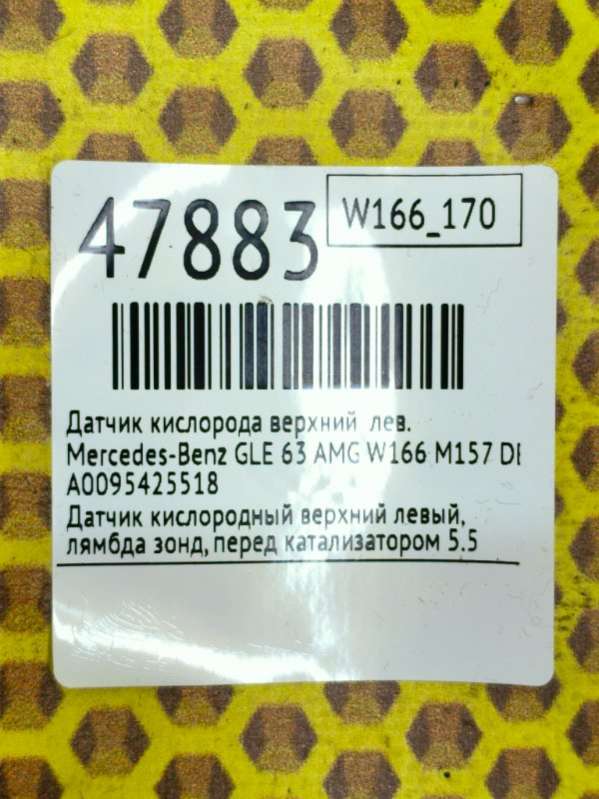 47883
W166_170
Датчик кислорода верхний лев.
Mercedes-Benz GLE 63 AMG W166 M157 DE
A0095425518
Датчик кислородный верхний левый,
лямбда зонд, перед катализатором 5.5